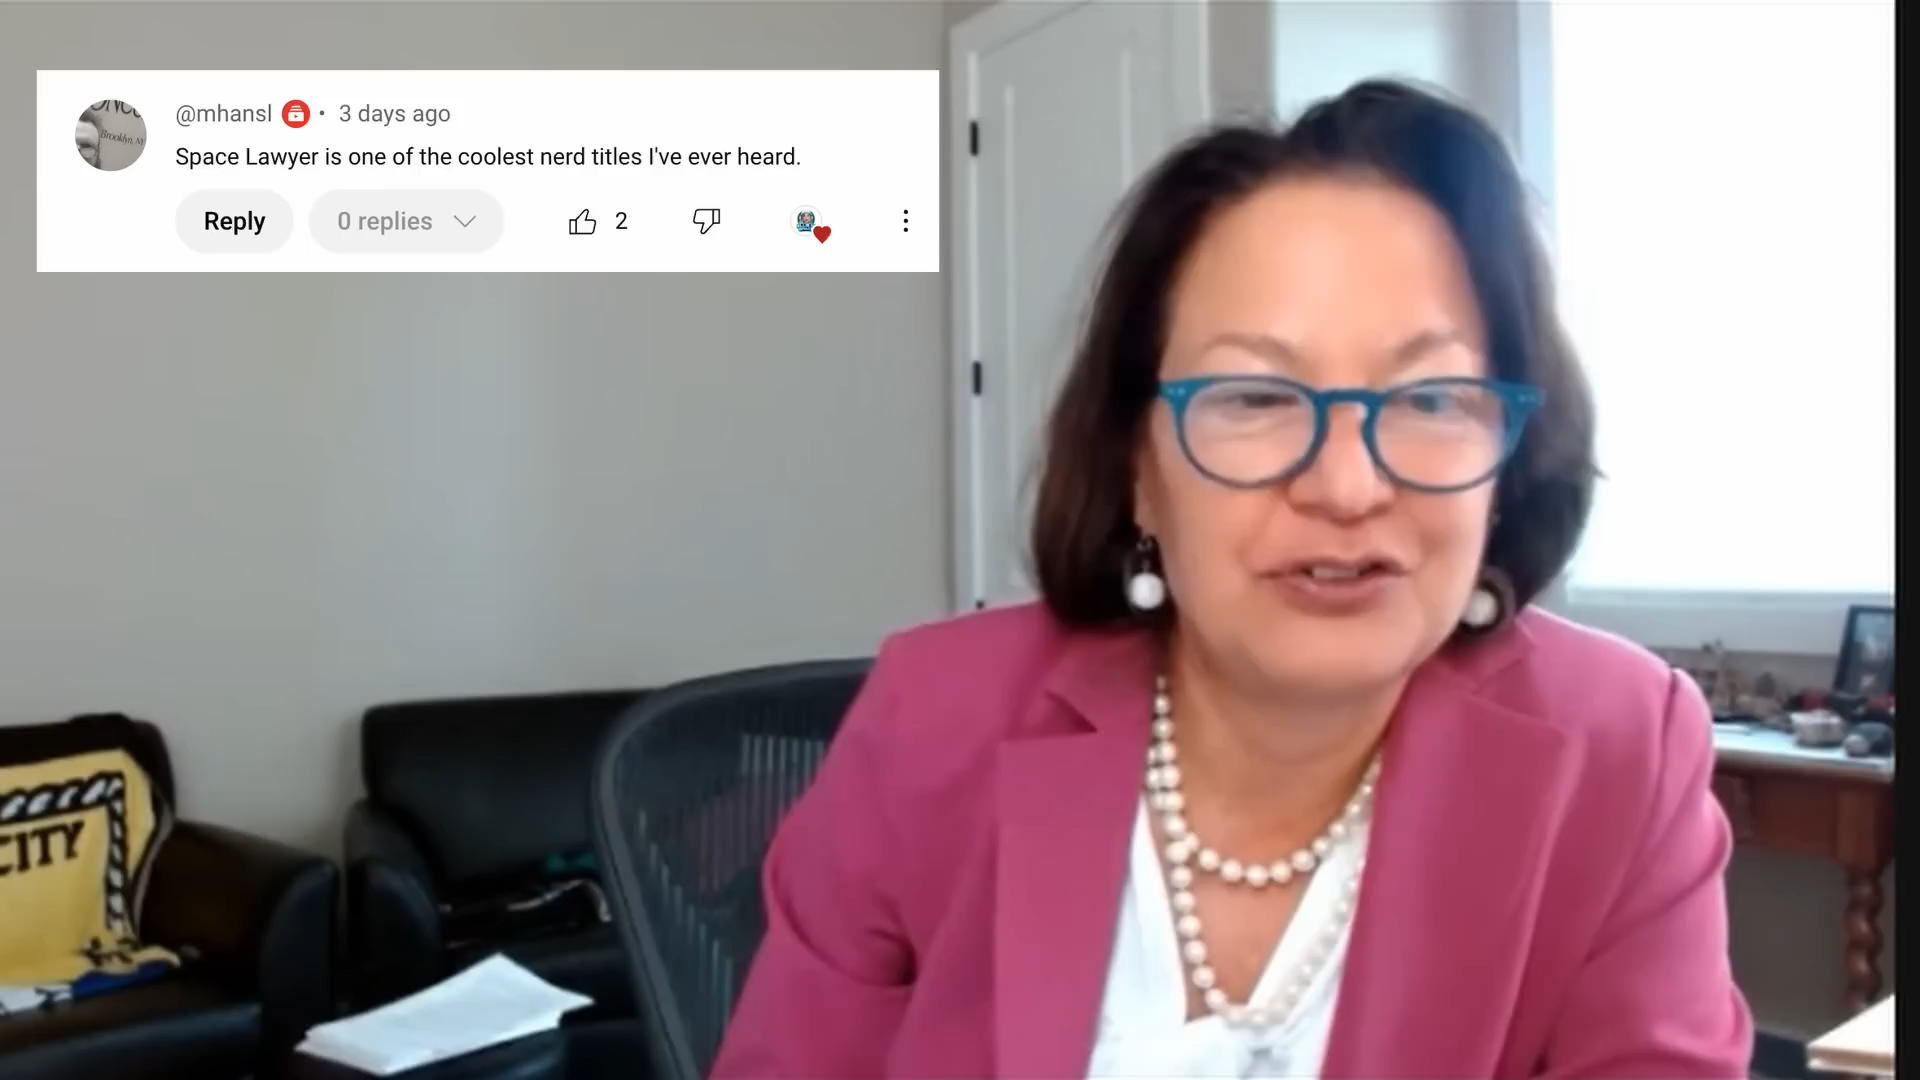 @mhansl • 3 days ago
Space Lawyer is one of the coolest nerd titles I've ever heard.
Reply
0 replies
2
Brooklyn,
CITY